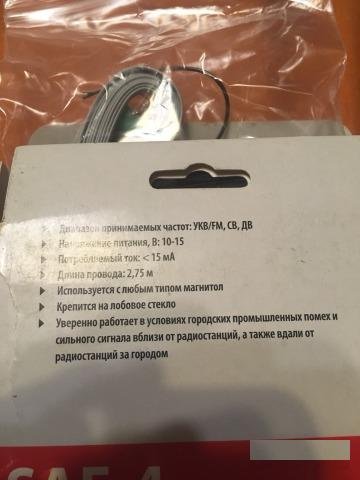 Диапазон принимаемых частот: УКВ/FM, СВ, ДВ
Напряжение питания, В: 10-15
Потребляемый ток: < 15 мА
Длина провода: 2,75 м
Используется с любым типом магнитол
Крепится на лобовое стекло
Уверенно работает в условиях городских промышленных помех и
сильного сигнала вблизи от радиостанций, а также вдали от
радиостанций за городом